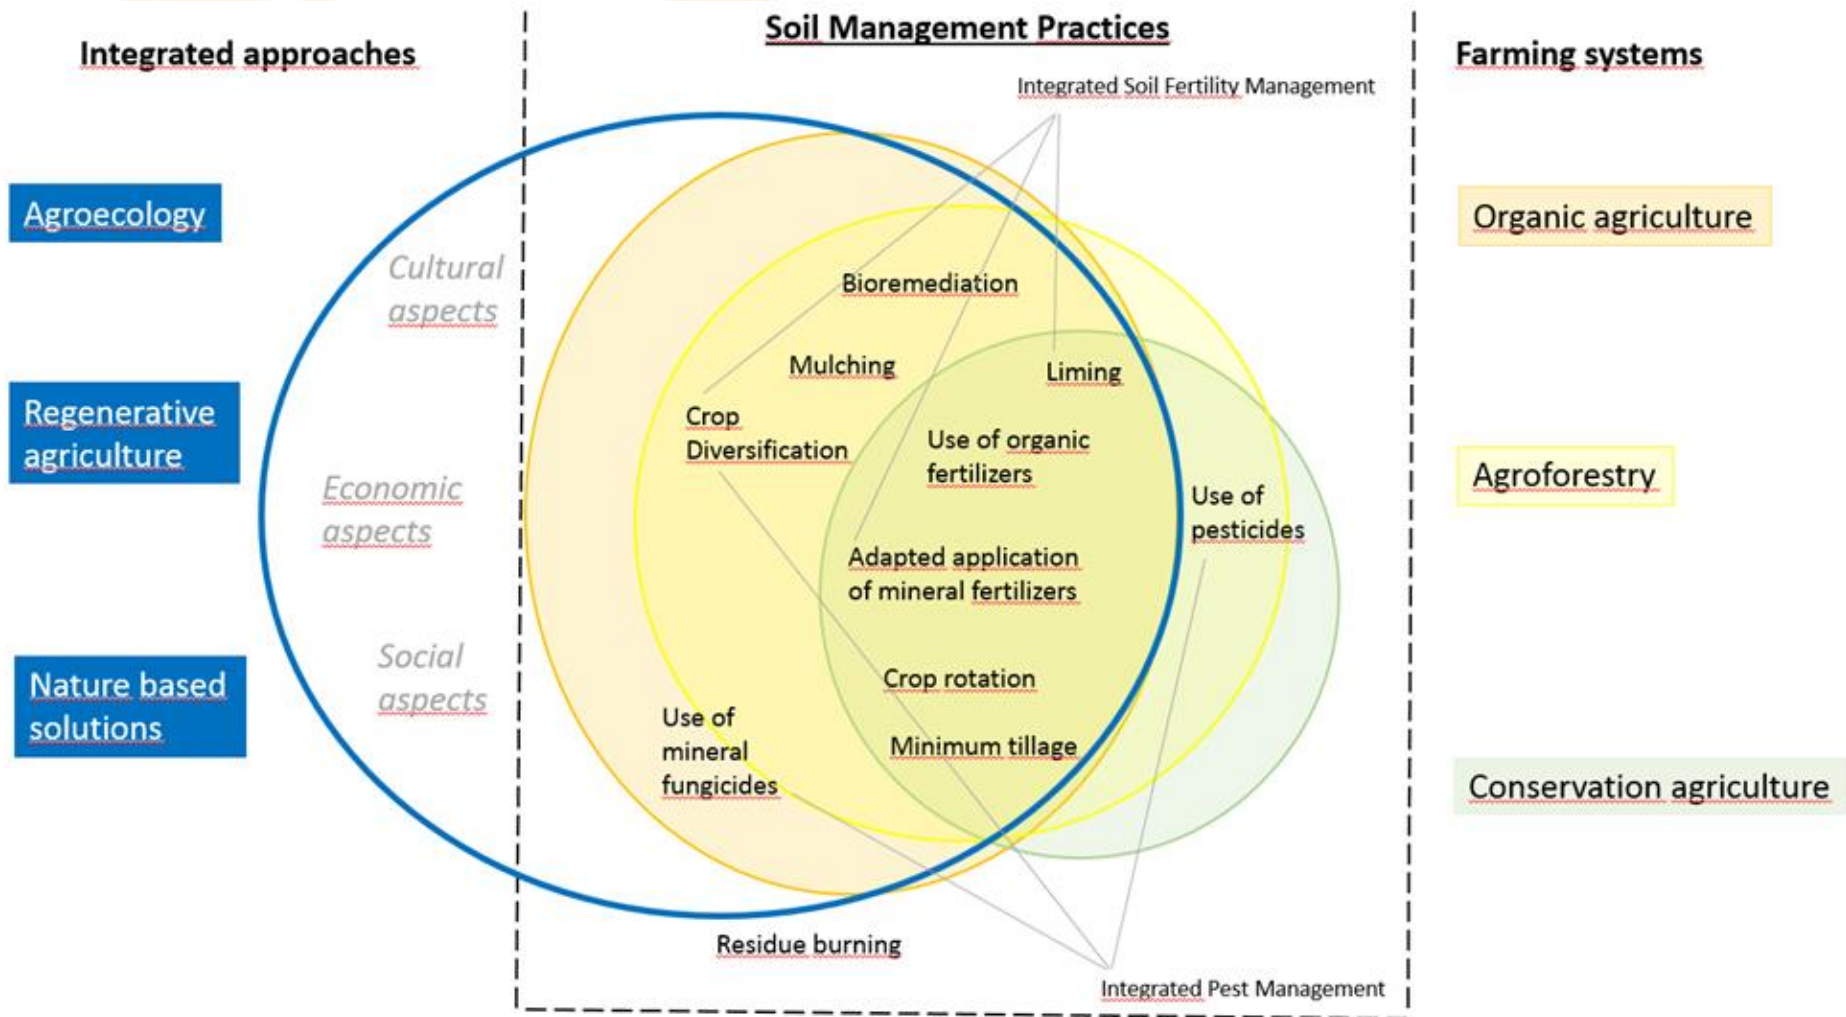 Integrated approaches
Soil Management Practices
Farming systems
Integrated Soil Fertility Management
Agroecology
Organic agriculture
Cultural
aspects
Bioremediation
Mulching
Liming
Regenerative
agriculture
Crop
Diversification
Use of organic
fertilizers
Agroforestry
Economic
aspects
Use of
pesticides
Adapted application
of mineral fertilizers
Social
aspects
Crop rotation
Nature based
solutions
Use of
mineral
fungicides
Minimum tillage
Conservation agriculture
Residue burning
Integrated Pest Management